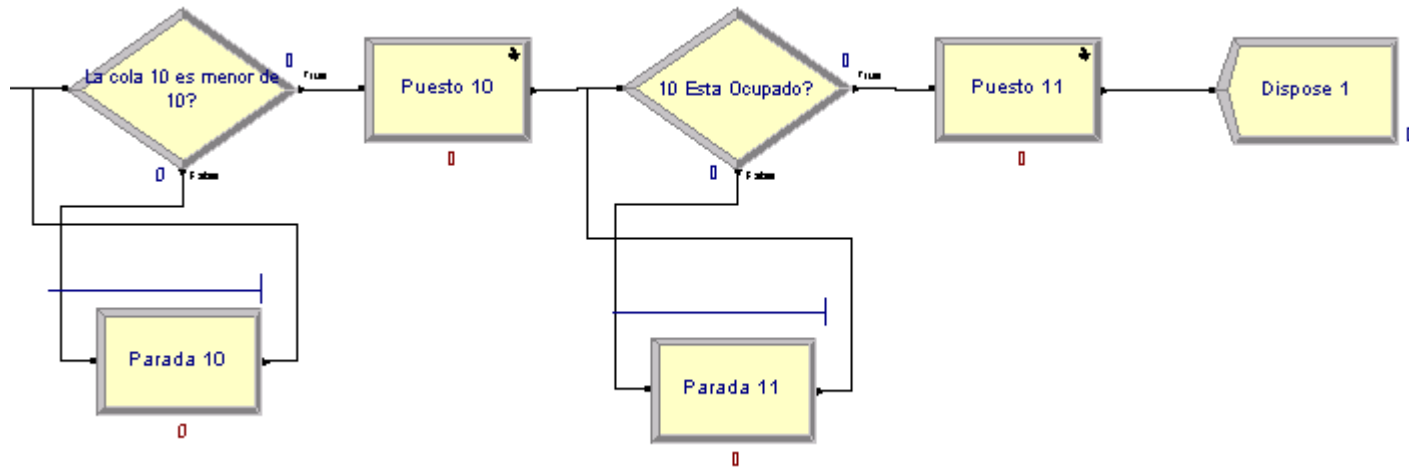 La cola 10 es menor de
10?
0
True
0
False
Puesto 10
0
10 Esta Ocupado?
0
True
0
False
Puesto 11
0
Dispose 1
0
Parada 10
0
Parada 11
0